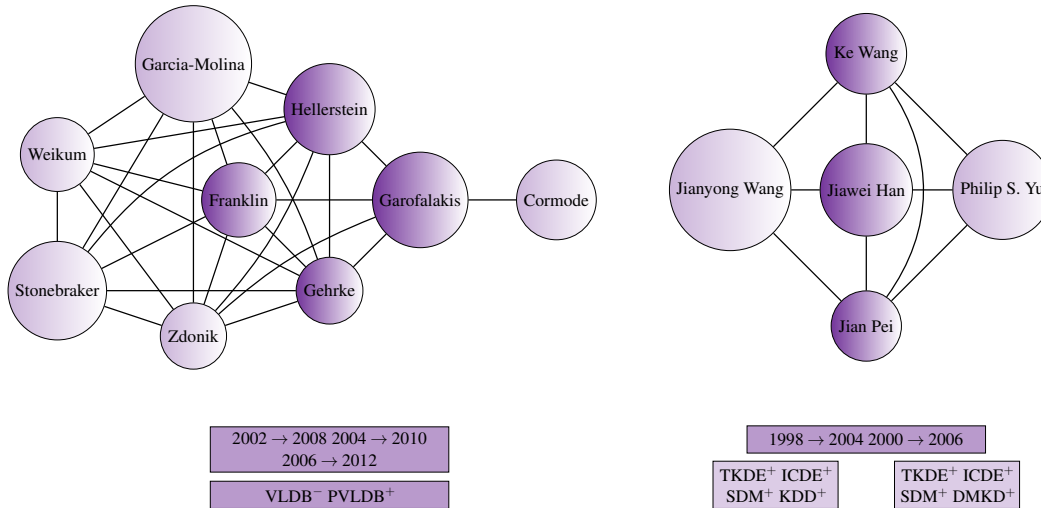 Garcia-Molina
Hellerstein
Weikum
Franklin
Garofalakis
Cormode
Stonebraker
Gehrke
Zdonik
Ke Wang
Jianyong Wang
Jiawei Han
Philip S. Yu
Jian Pei
2002 → 2008 2004 → 2010
2006 → 2012
VLDB⁻ PVLDB⁺
1998 → 2004 2000 → 2006
TKDE⁺ ICDE⁺
SDM⁺ KDD⁺
TKDE⁺ ICDE⁺
SDM⁺ DMKD⁺